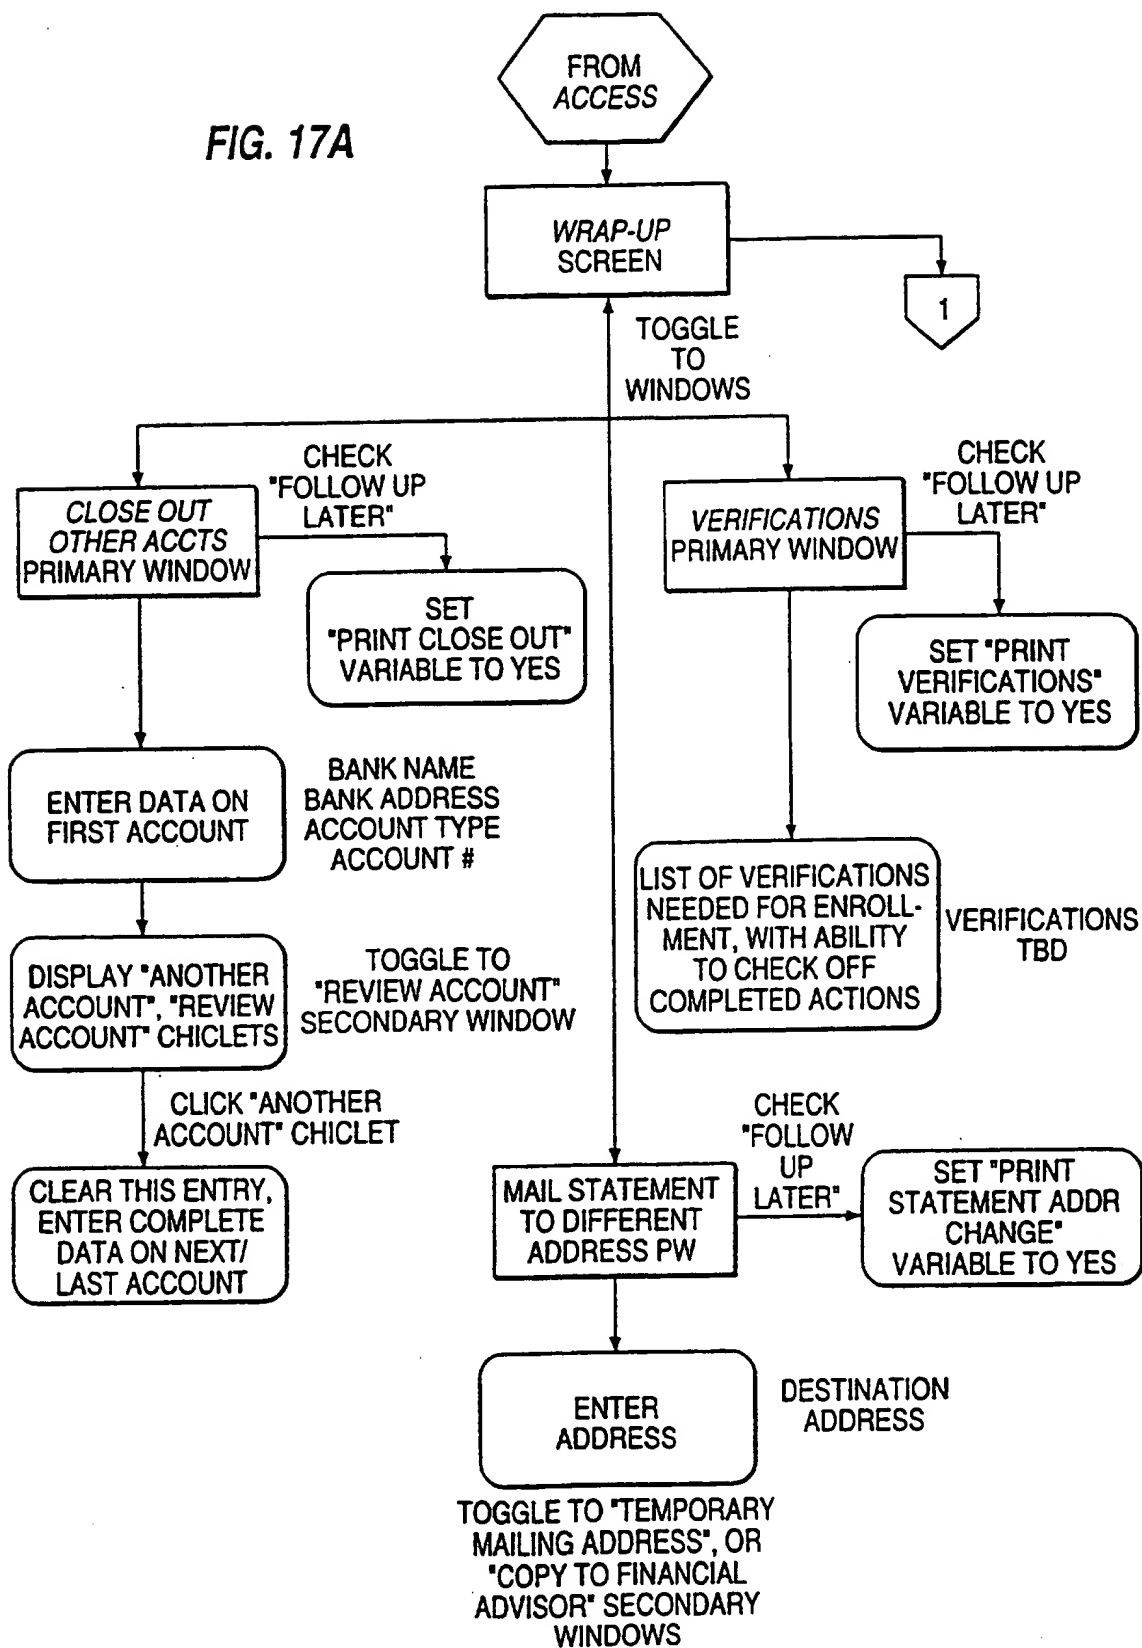 FROM
ACCESS
FIG. 17A
WRAP-UP
SCREEN
1
TOGGLE
TO
WINDOWS
CLOSE OUT
OTHER ACCTS
PRIMARY WINDOW
CHECK
"FOLLOW UP
LATER"
SET
"PRINT CLOSE OUT"
VARIABLE TO YES
VERIFICATIONS
PRIMARY WINDOW
CHECK
"FOLLOW UP
LATER"
SET "PRINT
VERIFICATIONS"
VARIABLE TO YES
ENTER DATA ON
FIRST ACCOUNT
BANK NAME
BANK ADDRESS
ACCOUNT TYPE
ACCOUNT #
LIST OF VERIFICATIONS
NEEDED FOR ENROLL-
MENT, WITH ABILITY
TO CHECK OFF
COMPLETED ACTIONS
VERIFICATIONS
TBD
DISPLAY "ANOTHER
ACCOUNT", "REVIEW
ACCOUNT" CHICLETS
TOGGLE TO
"REVIEW ACCOUNT"
SECONDARY WINDOW
CLICK "ANOTHER
ACCOUNT" CHICLET
CLEAR THIS ENTRY,
ENTER COMPLETE
DATA ON NEXT/
LAST ACCOUNT
MAIL STATEMENT
TO DIFFERENT
ADDRESS PW
CHECK
"FOLLOW
UP
LATER"
SET "PRINT
STATEMENT ADDR
CHANGE"
VARIABLE TO YES
ENTER
ADDRESS
DESTINATION
ADDRESS
TOGGLE TO "TEMPORARY
MAILING ADDRESS", OR
"COPY TO FINANCIAL
ADVISOR" SECONDARY
WINDOWS